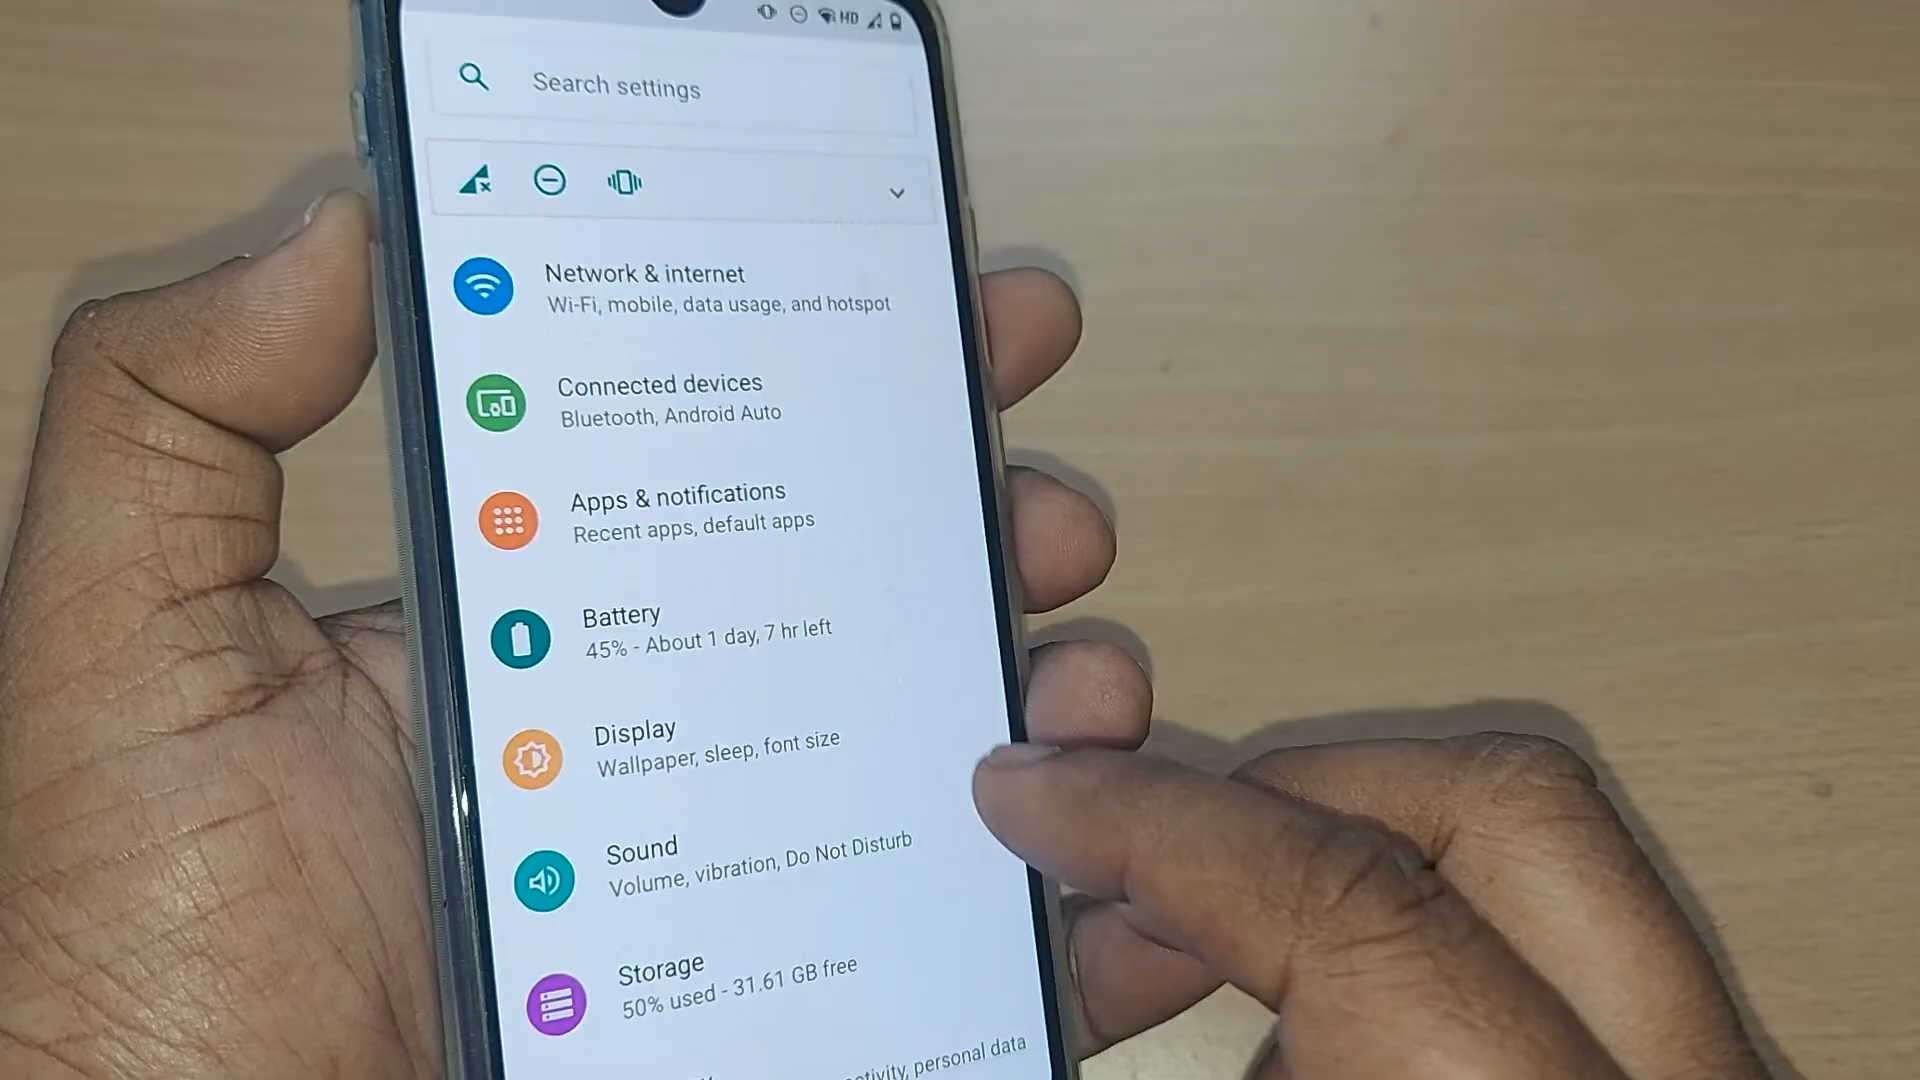 HD
Search settings
Network & internet
Wi-Fi, mobile, data usage, and hotspot
Connected devices
Bluetooth, Android Auto
Apps & notifications
Recent apps, default apps
Battery
45% - About 1 day, 7 hr left
Display
Wallpaper, sleep, font size
Sound
Volume, vibration, Do Not Disturb
Storage
50% used - 31.61 GB free
personal data